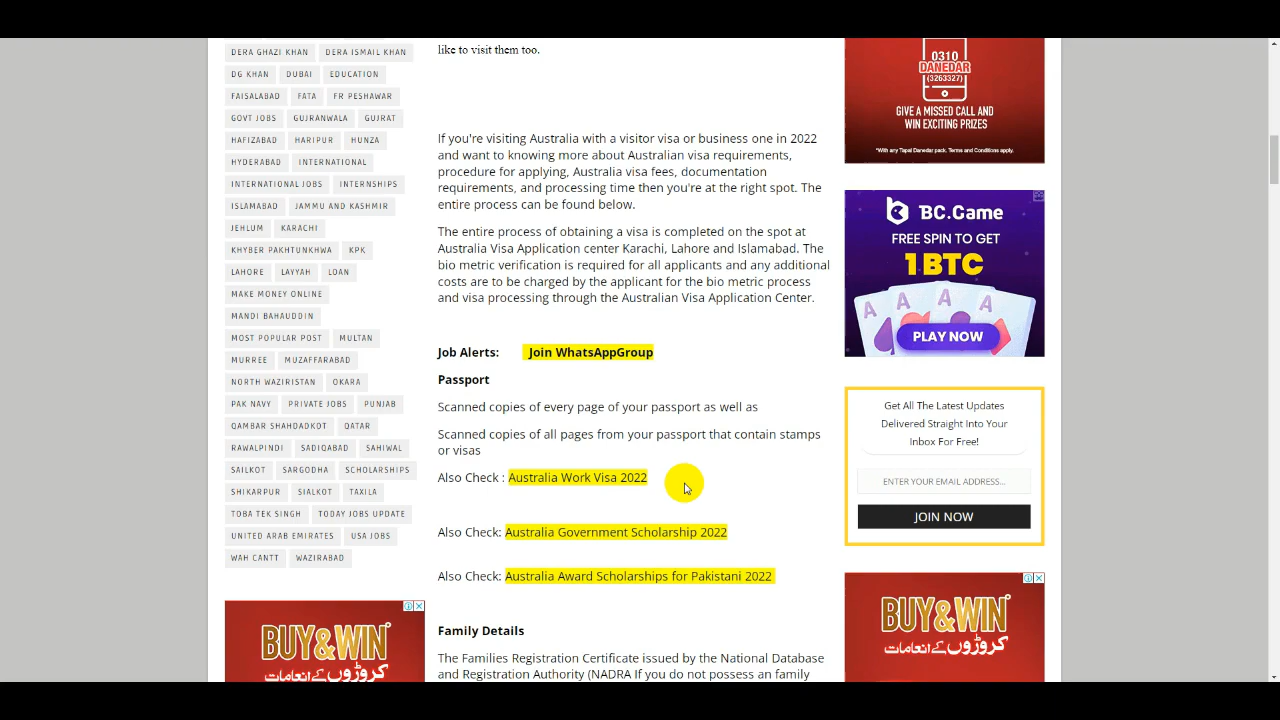 DERA GHAZI KHAN DERA ISMAIL KHAN
DG KHAN DUBAI EDUCATION
FAISALABAD FATA FR PESHAWAR
GOVT JOBS GUJRANWALA GUJRAT
HAFIZABAD HARIPUR HUNZA
HYDERABAD INTERNATIONAL
INTERNATIONAL JOBS INTERNSHIPS
ISLAMABAD JAMMU AND KASHMIR
JEHLUM KARACHI
KHYBER PAKHTUNKHWA KPK
LAHORE LAYYAH LOAN
MAKE MONEY ONLINE
MANDI BAHAUDDIN
MOST POPULAR POST MULTAN
MURREE MUZAFFARABAD
NORTH WAZIRISTAN OKARA
PAK NAVY PRIVATE JOBS PUNJAB
QAMBAR SHAHDADKOT QATAR
RAWALPINDI SADIQABAD SAHIWAL
SAILKOT SARGODHA SCHOLARSHIPS
SHIKARPUR SIALKOT TAXILA
TOBA TEK SINGH TODAY JOBS UPDATE
UNITED ARAB EMIRATES USA JOBS
WAH CANTT WAZIRABAD
BUY & WIN
کروڑوں کے انعامات
like to visit them too.
If you're visiting Australia with a visitor visa or business one in 2022
and want to knowing more about Australian visa requirements,
procedure for applying, Australia visa fees, documentation
requirements, and processing time then you're at the right spot. The
entire process can be found below.
The entire process of obtaining a visa is completed on the spot at
Australia Visa Application center Karachi, Lahore and Islamabad. The
bio metric verification is required for all applicants and any additional
costs are to be charged by the applicant for the bio metric process
and visa processing through the Australian Visa Application Center.
Job Alerts: Join WhatsAppGroup
Passport
Scanned copies of every page of your passport as well as
Scanned copies of all pages from your passport that contain stamps
or visas
Also Check : Australia Work Visa 2022
Also Check: Australia Government Scholarship 2022
Also Check: Australia Award Scholarships for Pakistani 2022
Family Details
The Families Registration Certificate issued by the National Database
and Registration Authority (NADRA If you do not possess an family
0310
DANEDAR
(3263327)
GIVE A MISSED CALL AND
WIN EXCITING PRIZES
*With any Tapal Danedar pack. Terms and Conditions apply.
BC.Game
FREE SPIN TO GET
1BTC
A A A A
PLAY NOW
Get All The Latest Updates
Delivered Straight Into Your
Inbox For Free!
ENTER YOUR EMAIL ADDRESS...
JOIN NOW
BUY & WIN
کروڑوں کے انعامات